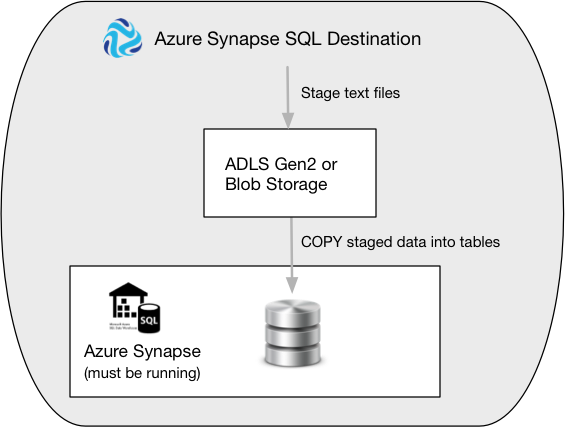 Azure Synapse SQL Destination
Stage text files
ADLS Gen2 or
Blob Storage
COPY staged data into tables
SQL
Azure Synapse
(must be running)